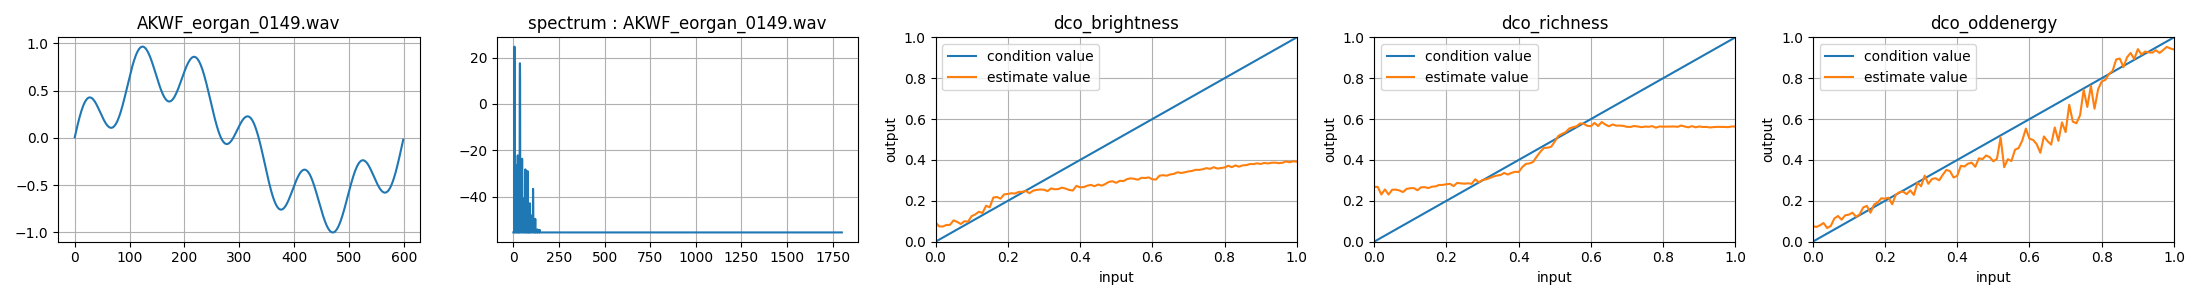 AKWF_eorgan_0149.wav
1.0
0.5
0.0
−0.5
−1.0
0 100 200 300 400 500 600
spectrum : AKWF_eorgan_0149.wav
20
0
−20
−40
0 250 500 750 1000 1250 1500 1750
dco_brightness
condition value
estimate value
output
1.0
0.8
0.6
0.4
0.2
0.0
0.0 0.2 0.4 0.6 0.8 1.0
input
dco_richness
condition value
estimate value
output
1.0
0.8
0.6
0.4
0.2
0.0
0.0 0.2 0.4 0.6 0.8 1.0
input
dco_oddenergy
condition value
estimate value
output
1.0
0.8
0.6
0.4
0.2
0.0
0.0 0.2 0.4 0.6 0.8 1.0
input